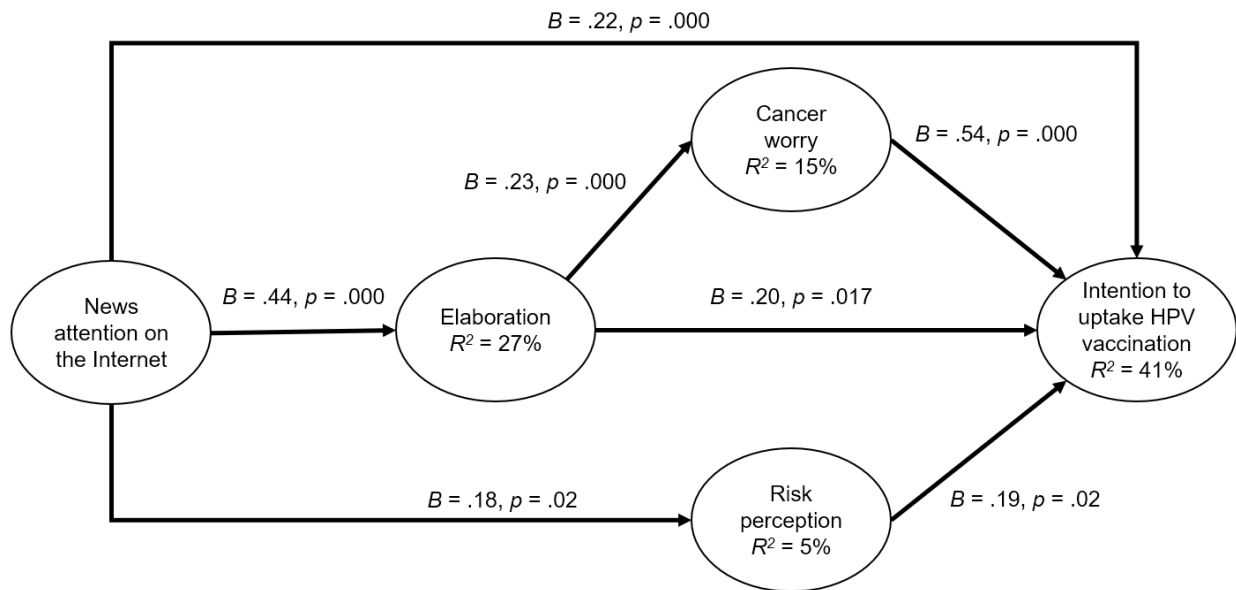 B = .22, p = .000
Cancer
worry
R² = 15%
B = .54, p = .000
B = .23, p = .000
News
attention on
the Internet
B = .44, p = .000
Elaboration
R² = 27%
B = .20, p = .017
Intention to
uptake HPV
vaccination
R² = 41%
B = .18, p = .02
Risk
perception
R² = 5%
B = .19, p = .02